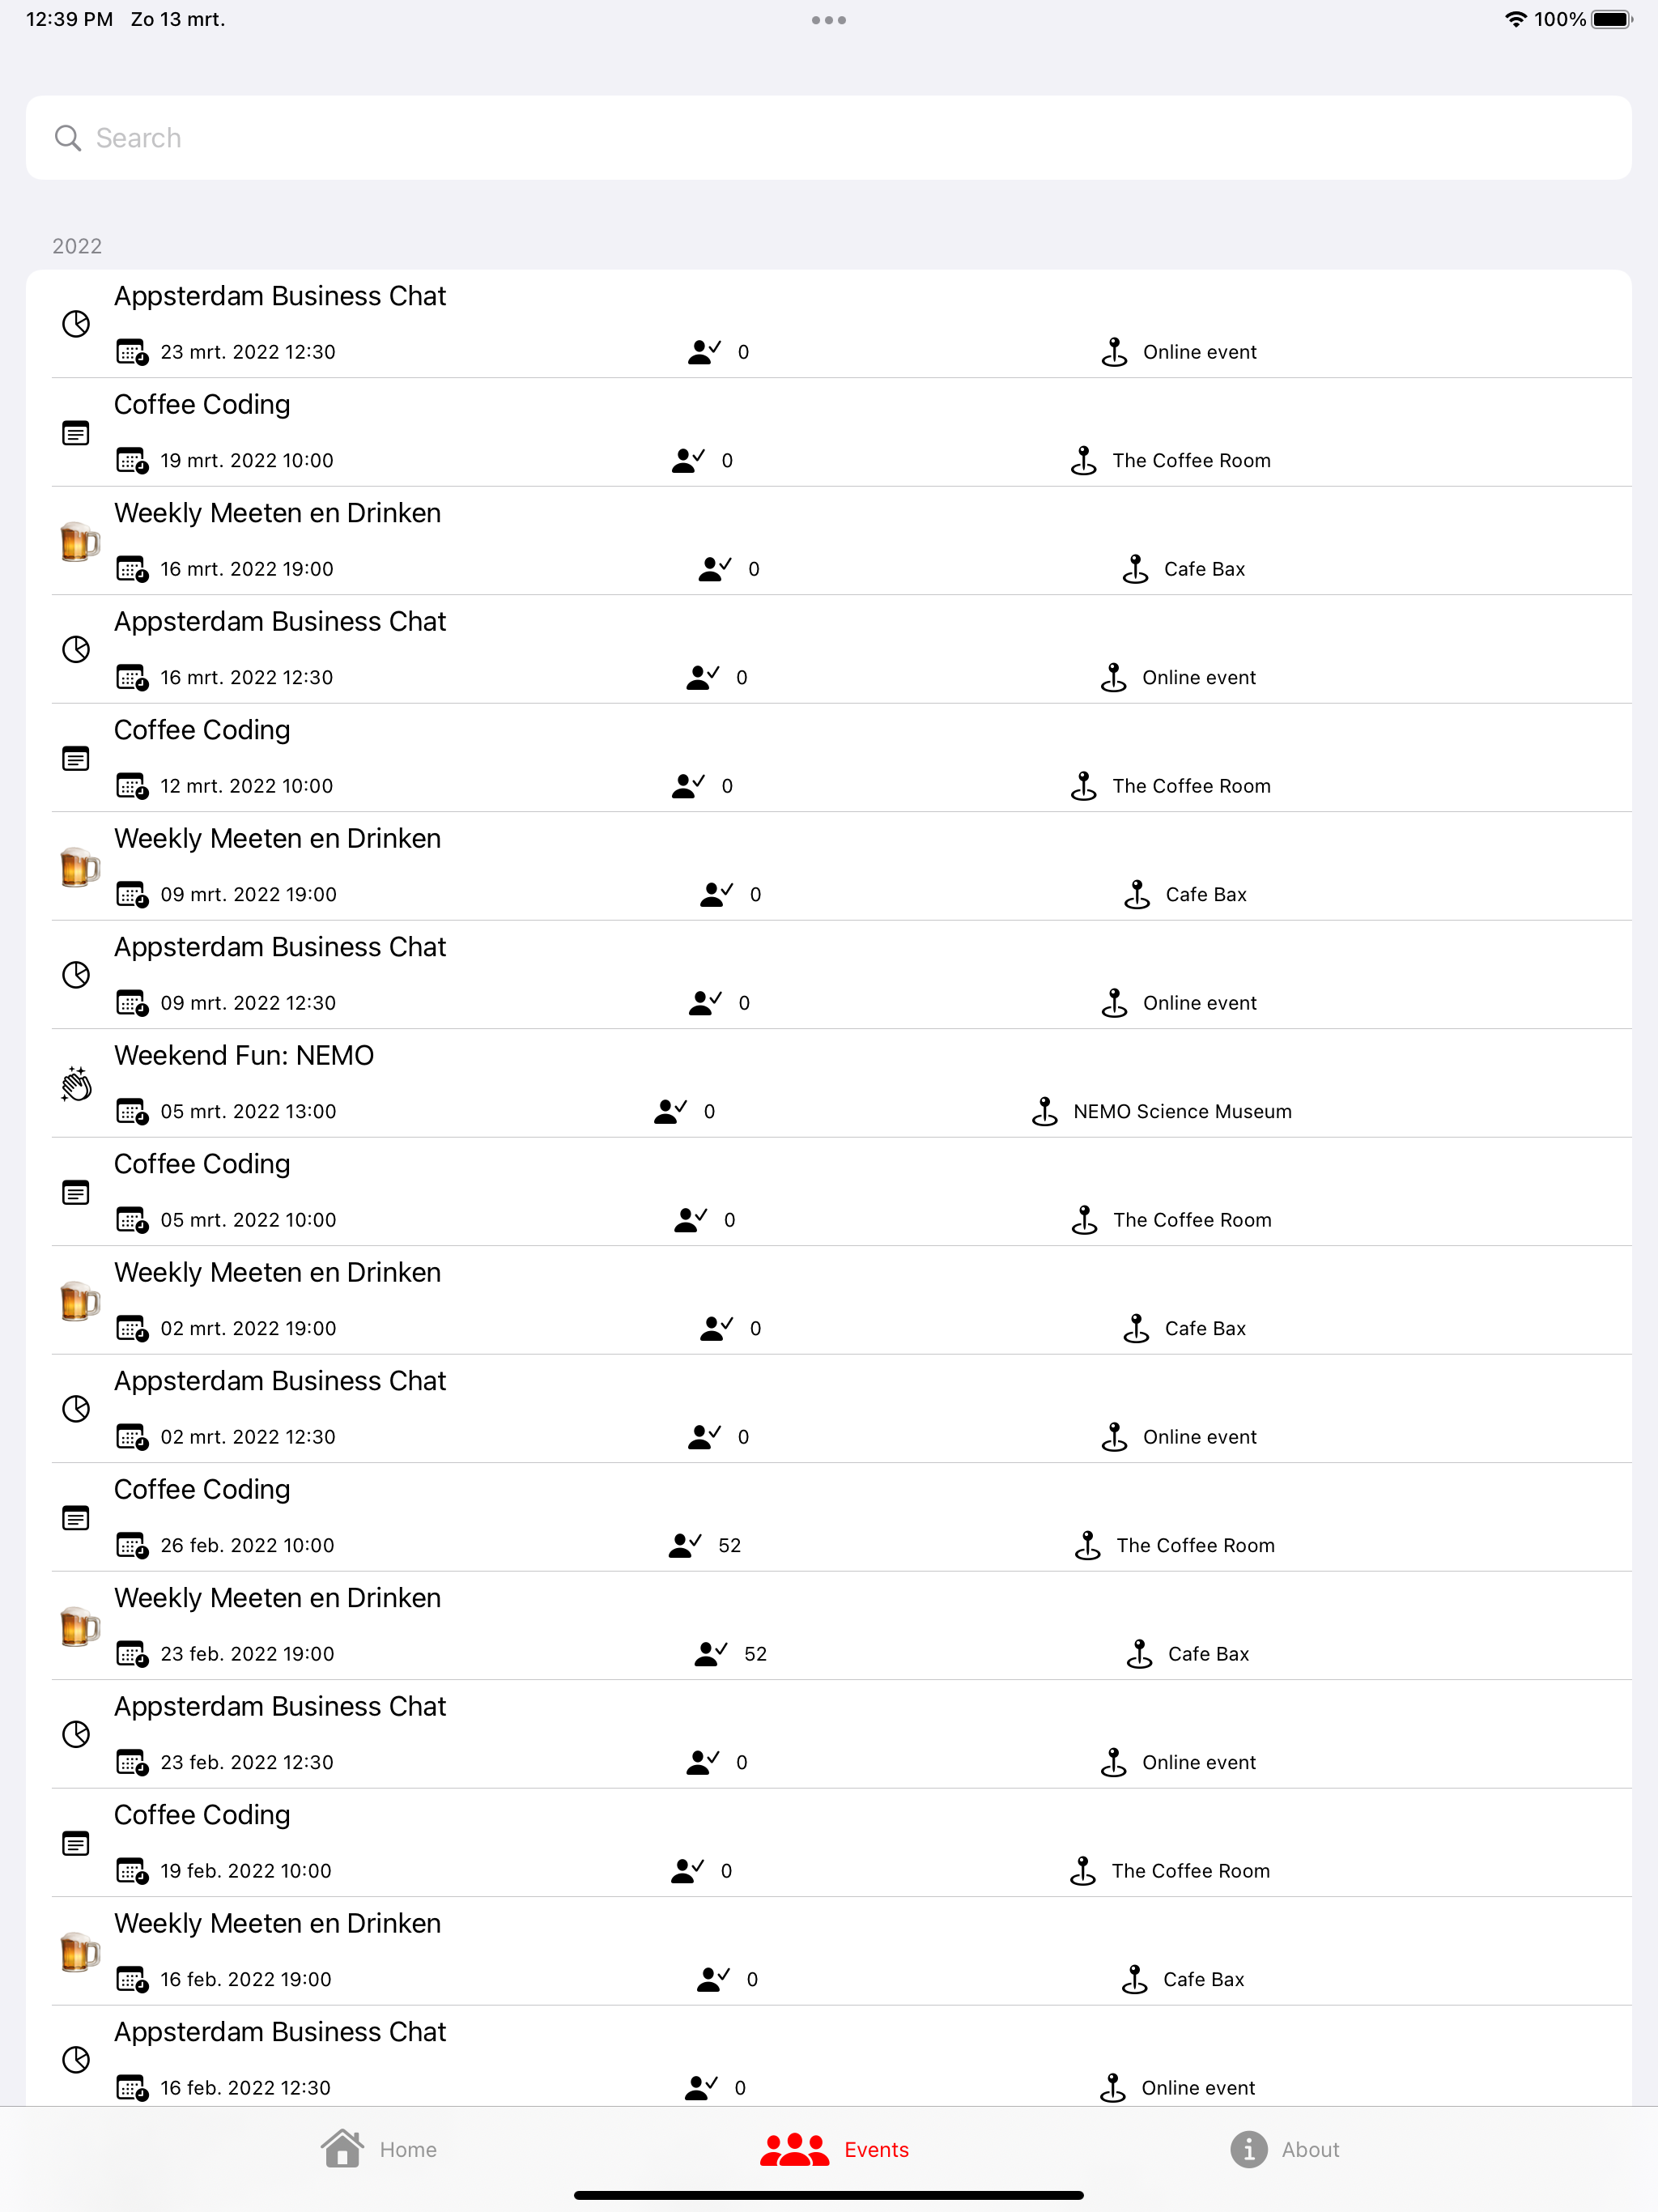 12:39 PM Zo 13 mrt. 100%
Search
2022
Appsterdam Business Chat
23 mrt. 2022 12:30 0 Online event
Coffee Coding
19 mrt. 2022 10:00 0 The Coffee Room
Weekly Meeten en Drinken
16 mrt. 2022 19:00 0 Cafe Bax
Appsterdam Business Chat
16 mrt. 2022 12:30 0 Online event
Coffee Coding
12 mrt. 2022 10:00 0 The Coffee Room
Weekly Meeten en Drinken
09 mrt. 2022 19:00 0 Cafe Bax
Appsterdam Business Chat
09 mrt. 2022 12:30 0 Online event
Weekend Fun: NEMO
05 mrt. 2022 13:00 0 NEMO Science Museum
Coffee Coding
05 mrt. 2022 10:00 0 The Coffee Room
Weekly Meeten en Drinken
02 mrt. 2022 19:00 0 Cafe Bax
Appsterdam Business Chat
02 mrt. 2022 12:30 0 Online event
Coffee Coding
26 feb. 2022 10:00 52 The Coffee Room
Weekly Meeten en Drinken
23 feb. 2022 19:00 52 Cafe Bax
Appsterdam Business Chat
23 feb. 2022 12:30 0 Online event
Coffee Coding
19 feb. 2022 10:00 0 The Coffee Room
Weekly Meeten en Drinken
16 feb. 2022 19:00 0 Cafe Bax
Appsterdam Business Chat
16 feb. 2022 12:30 0 Online event
Home Events About